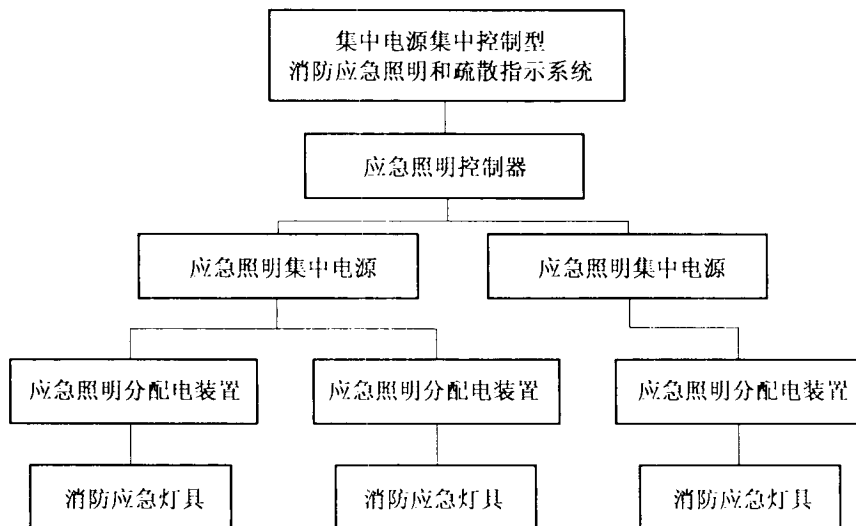 集中电源集中控制型
消防应急照明和疏散指示系统
应急照明控制器
应急照明集中电源
应急照明集中电源
应急照明分配电装置
应急照明分配电装置
应急照明分配电装置
消防应急灯具
消防应急灯具
消防应急灯具